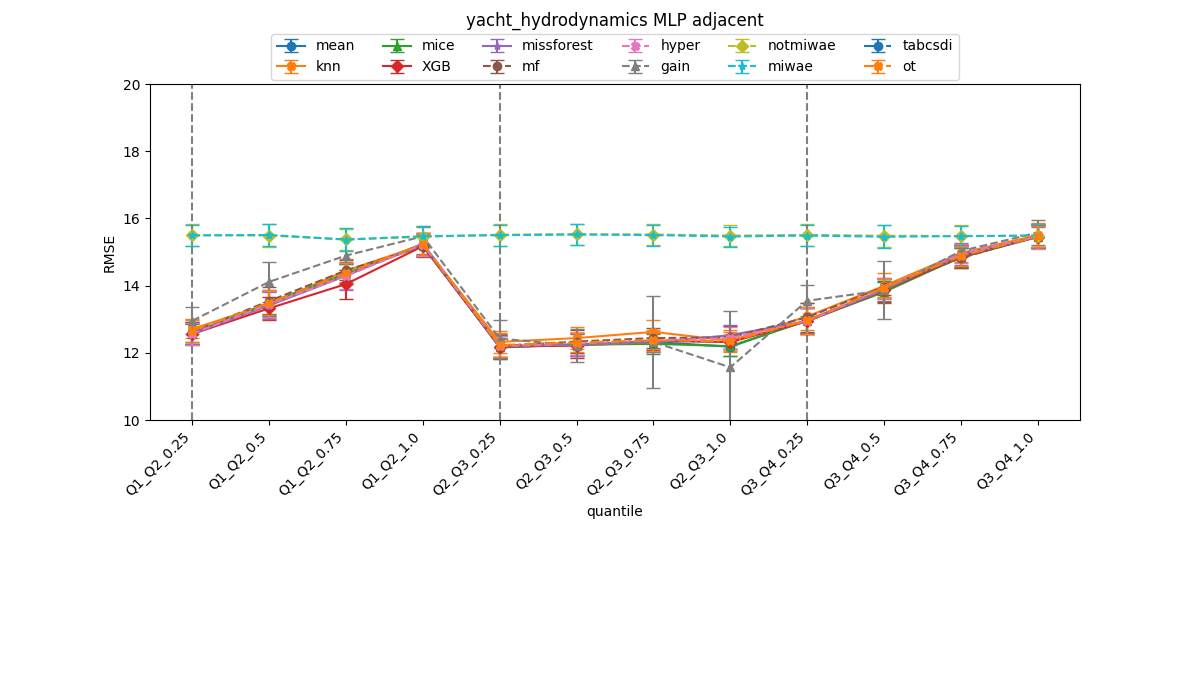 yacht_hydrodynamics MLP adjacent
mean mice missforest hyper notmiwae tabcsdi
knn XGB mf gain miwae ot
20
18
16
14
12
10
RMSE
Q1_Q2_0.25 Q1_Q2_0.5 Q1_Q2_0.75 Q1_Q2_1.0 Q2_Q3_0.25 Q2_Q3_0.5 Q2_Q3_0.75 Q2_Q3_1.0 Q3_Q4_0.25 Q3_Q4_0.5 Q3_Q4_0.75 Q3_Q4_1.0
quantile